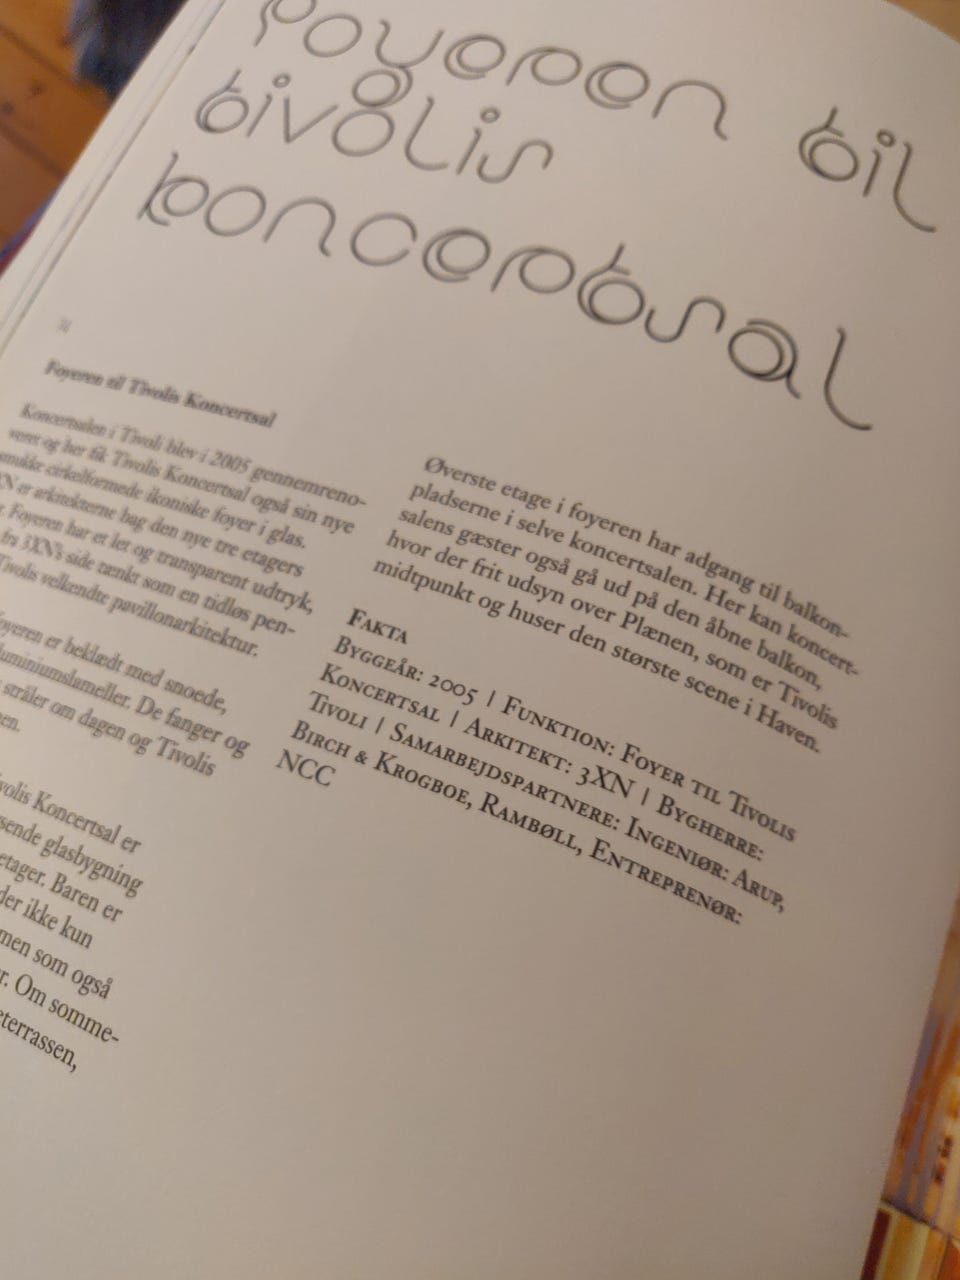 foyeren til
tivolis
koncertsal
Foyeren til Tivolis Koncertsal
Koncertsalen i Tivoli blev i 2005 gennemreno-
veret og her fik Tivolis Koncertsal også sin nye
smukke cirkelformede ikoniske foyer i glas.
er arkitekterne bag den nye tre etagers
Foyeren har et let og transparent udtryk,
fra 3XN's side tænkt som en tidløs pen-
Tivolis velkendte pavillonarkitektur.
foyeren er beklædt med snoede,
aluminiumslameller. De fanger og
stråler om dagen og Tivolis
Tivolis Koncertsal er
glasbygning
etager. Baren er
der ikke kun
men som også
Om somme-
Øverste etage i foyeren har adgang til balkon-
pladserne i selve koncertsalen. Her kan koncert-
salens gæster også gå ud på den åbne balkon,
hvor der frit udsyn over Plænen, som er Tivolis
midtpunkt og huser den største scene i Haven.
Fakta
Byggeår: 2005 | Funktion: Foyer til Tivolis
Koncertsal | Arkitekt: 3XN | Bygherre:
Tivoli | Samarbejdspartnere: Ingeniør: Arup,
Birch & Krogboe, Rambøll, Entreprenør:
NCC